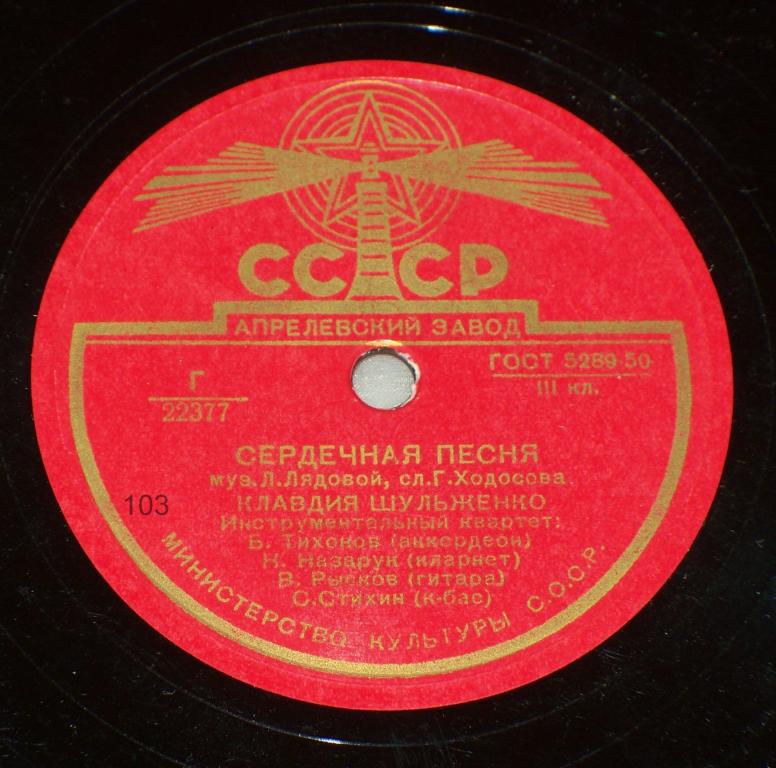 СССР
АПРЕЛЕВСКИЙ ЗАВОД
ГОСТ 5289-50
III кл.
Г
22377
СЕРДЕЧНАЯ ПЕСНЯ
муз.Л.Лядовой, сл.Г.Ходосова
КЛАВДИЯ ШУЛЬЖЕНКО
Инструментальный квартет:
Б. Тихонов (аккордеон)
Н. Назарук (кларнет)
В. Рысков (гитара)
С.Стихин (к-бас)
103
МИНИСТЕРСТВО КУЛЬТУРЫ С.С.С.Р.